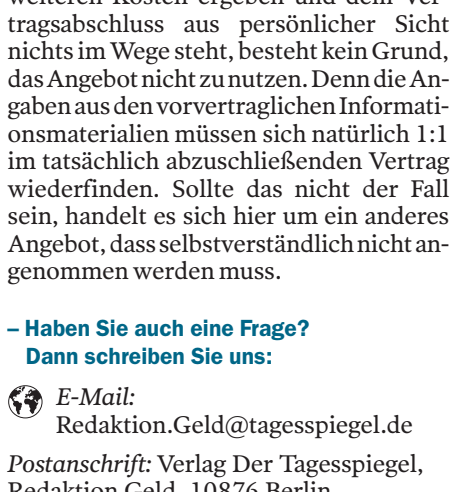 weiteren Kosten ergeben und dem Ver-
tragsabschluss aus persönlicher Sicht
nichts im Wege steht, besteht kein Grund,
das Angebot nicht zu nutzen. Denn die An-
gaben aus den vorvertraglichen Informati-
onsmaterialien müssen sich natürlich 1:1
im tatsächlich abzuschließenden Vertrag
wiederfinden. Sollte das nicht der Fall
sein, handelt es sich hier um ein anderes
Angebot, dass selbstverständlich nicht an-
genommen werden muss.
– Haben Sie auch eine Frage?
Dann schreiben Sie uns:
E-Mail:
Redaktion.Geld@tagesspiegel.de
Postanschrift: Verlag Der Tagesspiegel,
Redaktion Geld, 10876 Berlin